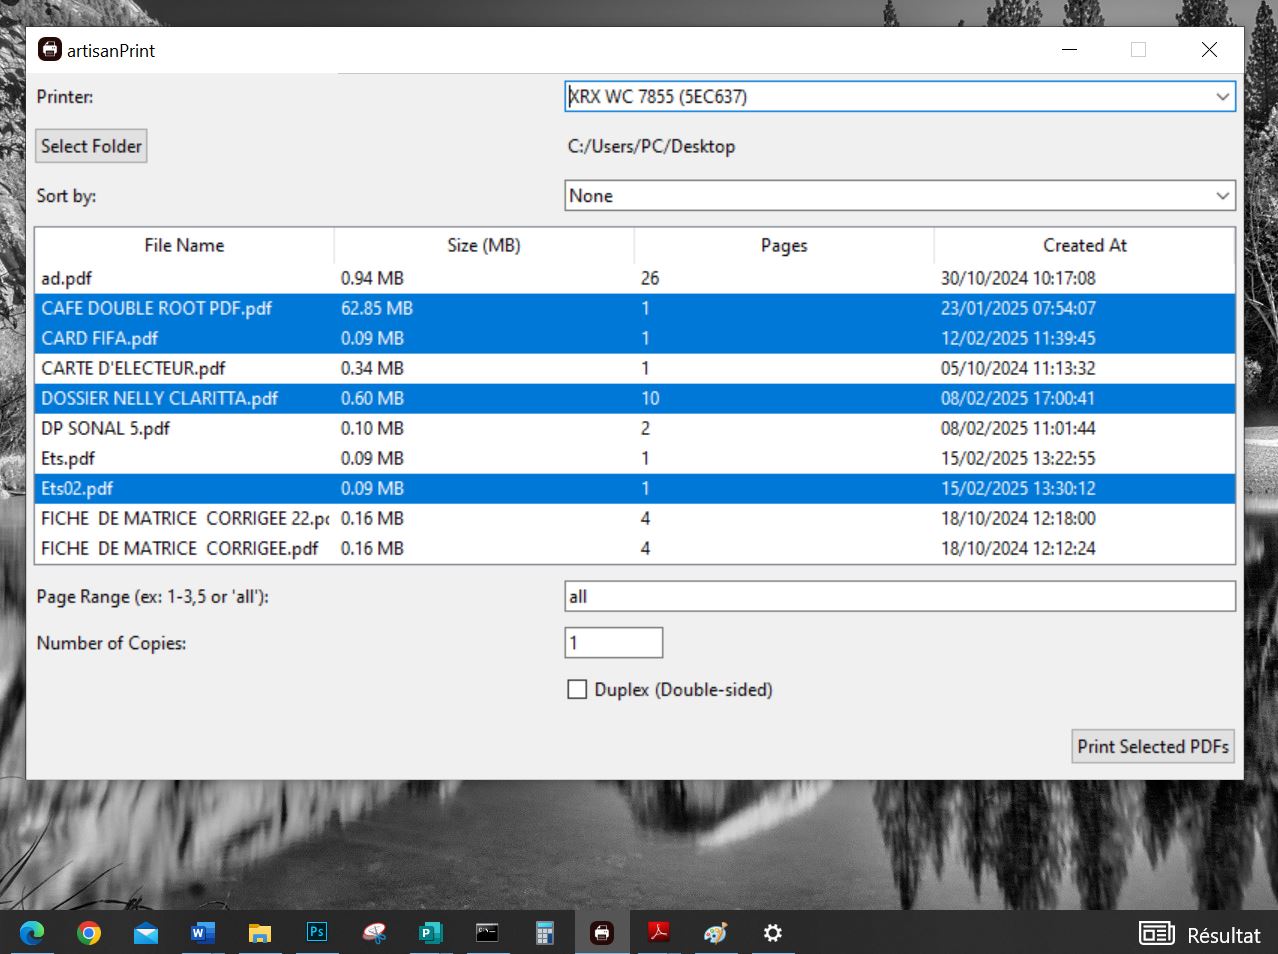 artisanPrint
Printer: XRX WC 7855 (5EC637)
Select Folder C:/Users/PC/Desktop
Sort by: None
File Name Size (MB) Pages Created At
ad.pdf 0.94 MB 26 30/10/2024 10:17:08
CAFE DOUBLE ROOT PDF.pdf 62.85 MB 1 23/01/2025 07:54:07
CARD FIFA.pdf 0.09 MB 1 12/02/2025 11:39:45
CARTE D'ELECTEUR.pdf 0.34 MB 1 05/10/2024 11:13:32
DOSSIER NELLY CLARITTA.pdf 0.60 MB 10 08/02/2025 17:00:41
DP SONAL 5.pdf 0.10 MB 2 08/02/2025 11:01:44
Ets.pdf 0.09 MB 1 15/02/2025 13:22:55
Ets02.pdf 0.09 MB 1 15/02/2025 13:30:12
FICHE  DE MATRICE  CORRIGEE 22.pd 0.16 MB 4 18/10/2024 12:18:00
FICHE  DE MATRICE  CORRIGEE.pdf 0.16 MB 4 18/10/2024 12:12:24
Page Range (ex: 1-3,5 or 'all'): all
Number of Copies: 1
Duplex (Double-sided)
Print Selected PDFs
W Ps P Résultat